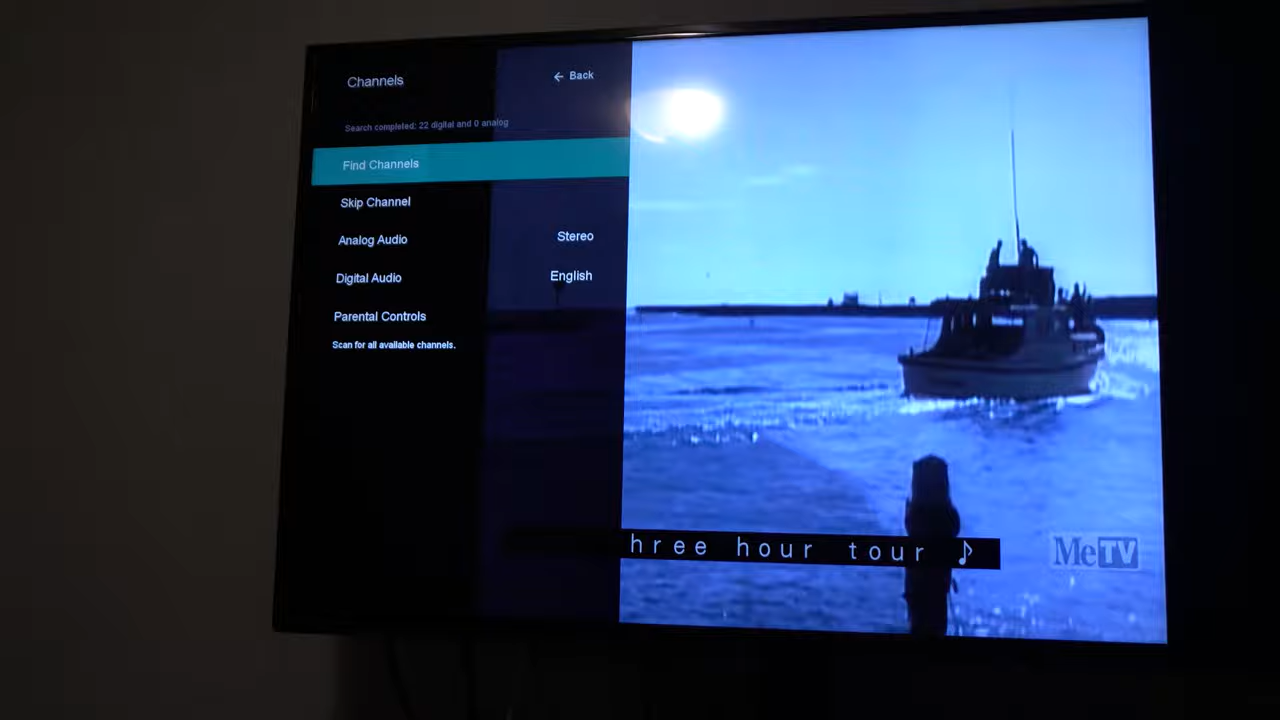 Channels
← Back
Search completed: 22 digital and 0 analog
Find Channels
Skip Channel
Analog Audio Stereo
Digital Audio English
Parental Controls
Scan for all available channels.
hree hour tour ♪
MeTV